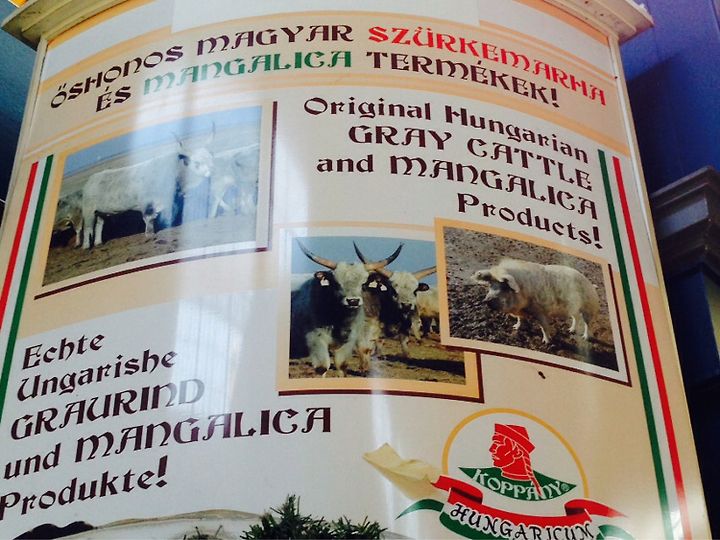 ŐSHONOS MAGYAR SZÜRKEMARHA
ÉS MANGALICA TERMÉKEK!
Original Hungarian
GRAY CATTLE
and MANGALICA
Products!
Echte
Ungarishe
GRAURIND
und MANGALICA
Produkte!
KOPPÁNY®
HUNGARICUM